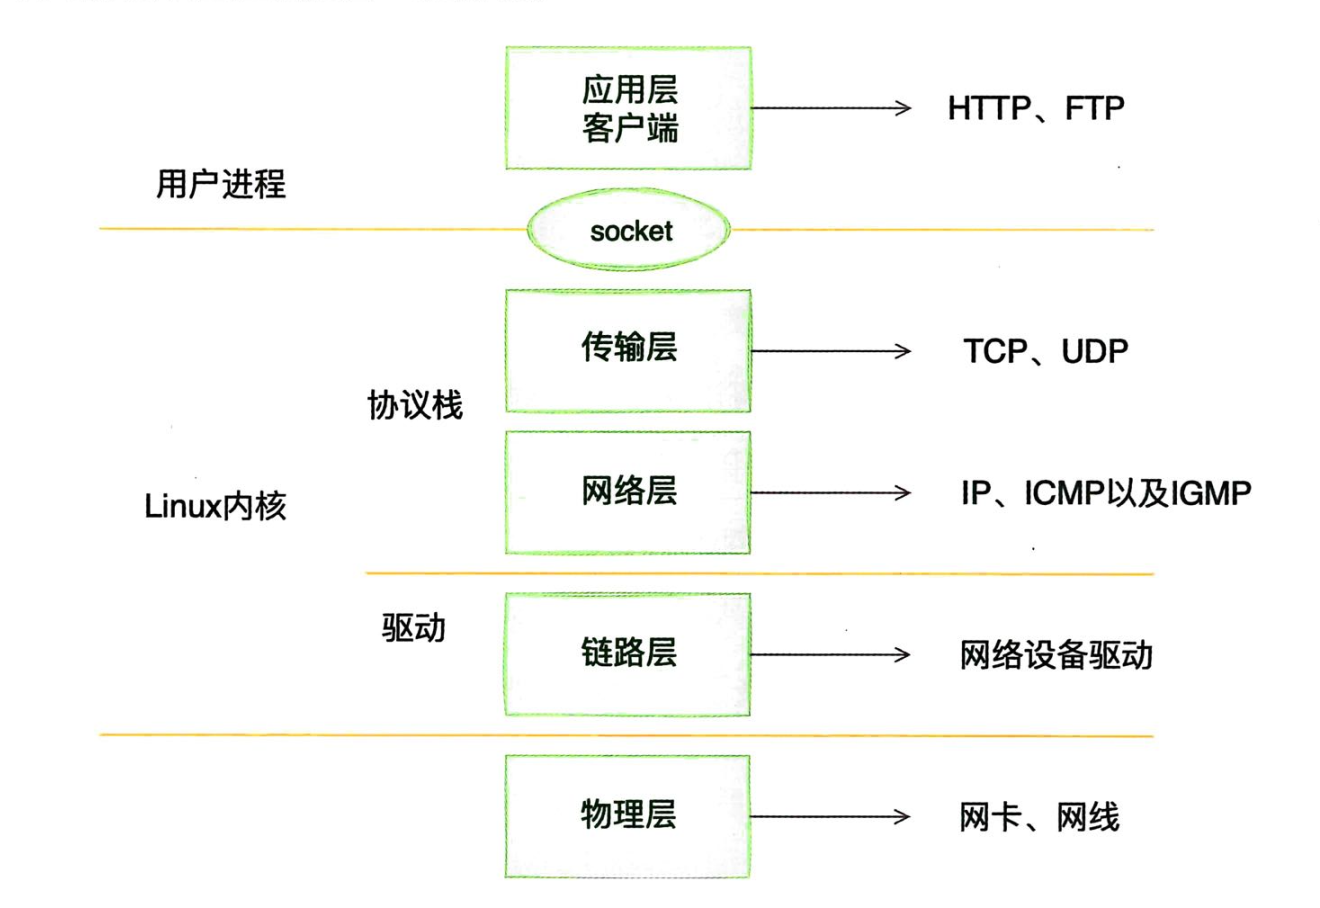 应用层
客户端
HTTP、FTP
用户进程
socket
传输层
TCP、UDP
协议栈
网络层
IP、ICMP以及IGMP
Linux内核
驱动
链路层
网络设备驱动
物理层
网卡、网线